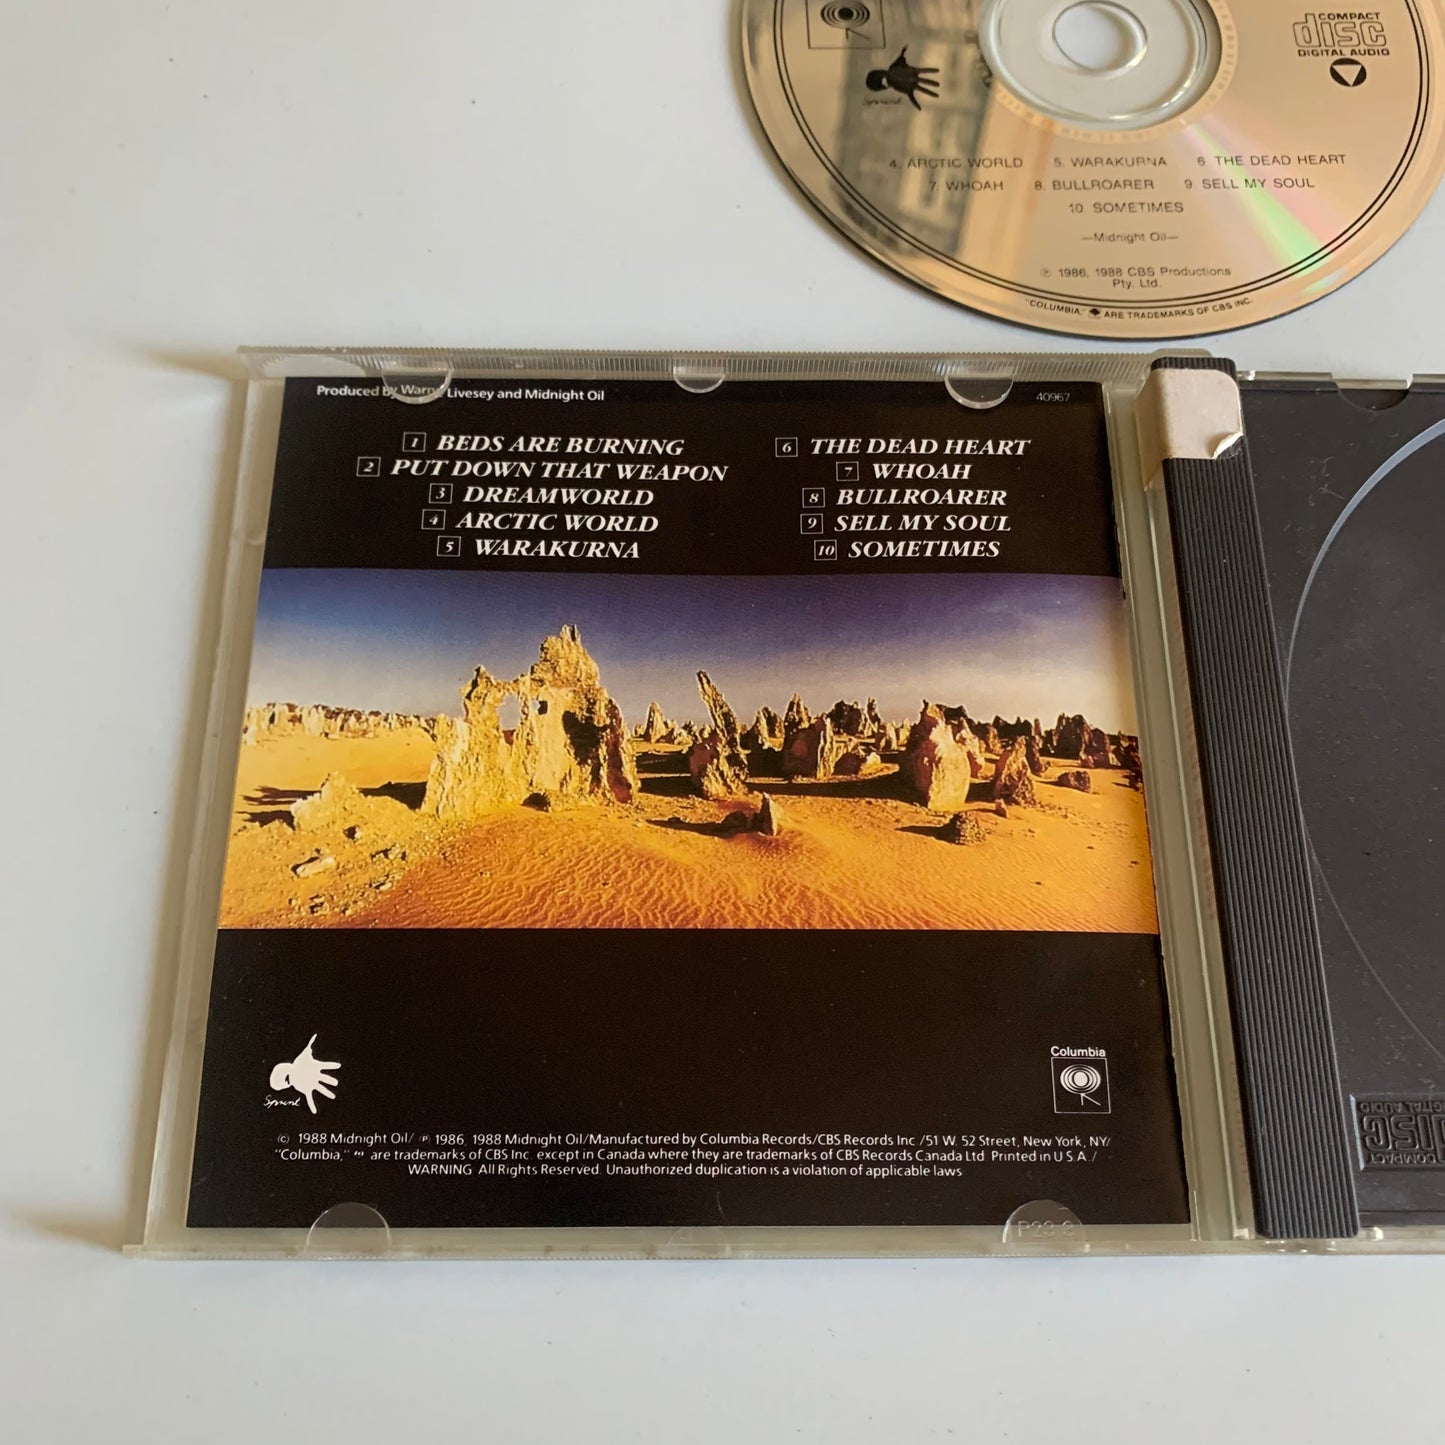 COMPACT
disc
DIGITAL AUDIO
Sprint
4. ARCTIC WORLD 5. WARAKURNA 6 THE DEAD HEART
7. WHOAH 8. BULLROARER 9. SELL MY SOUL
10. SOMETIMES
—Midnight Oil—
℗ 1986, 1988 CBS Productions
Pty. Ltd.
"COLUMBIA," ARE TRADEMARKS OF CBS INC.
Produced by Warne Livesey and Midnight Oil
40967
1 BEDS ARE BURNING
2 PUT DOWN THAT WEAPON
3 DREAMWORLD
4 ARCTIC WORLD
5 WARAKURNA
6 THE DEAD HEART
7 WHOAH
8 BULLROARER
9 SELL MY SOUL
10 SOMETIMES
Sprint
Columbia
© 1988 Midnight Oil/ ℗ 1986, 1988 Midnight Oil/Manufactured by Columbia Records/CBS Records Inc./51 W. 52 Street, New York, NY/
"Columbia," are trademarks of CBS Inc. except in Canada where they are trademarks of CBS Records Canada Ltd. Printed in U.S.A./
WARNING: All Rights Reserved. Unauthorized duplication is a violation of applicable laws
COMPACT
DISC
DIGITAL AUDIO